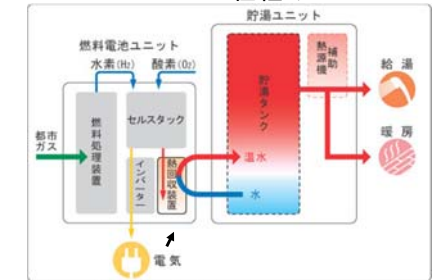 貯湯ユニット
燃料電池ユニット
水素(H₂)
酸素(O₂)
燃料処理装置
セルスタック
インバーター
熱回収装置
都市
ガス
電気
貯湯タンク
温水
水
補助
熱源機
給湯
暖房